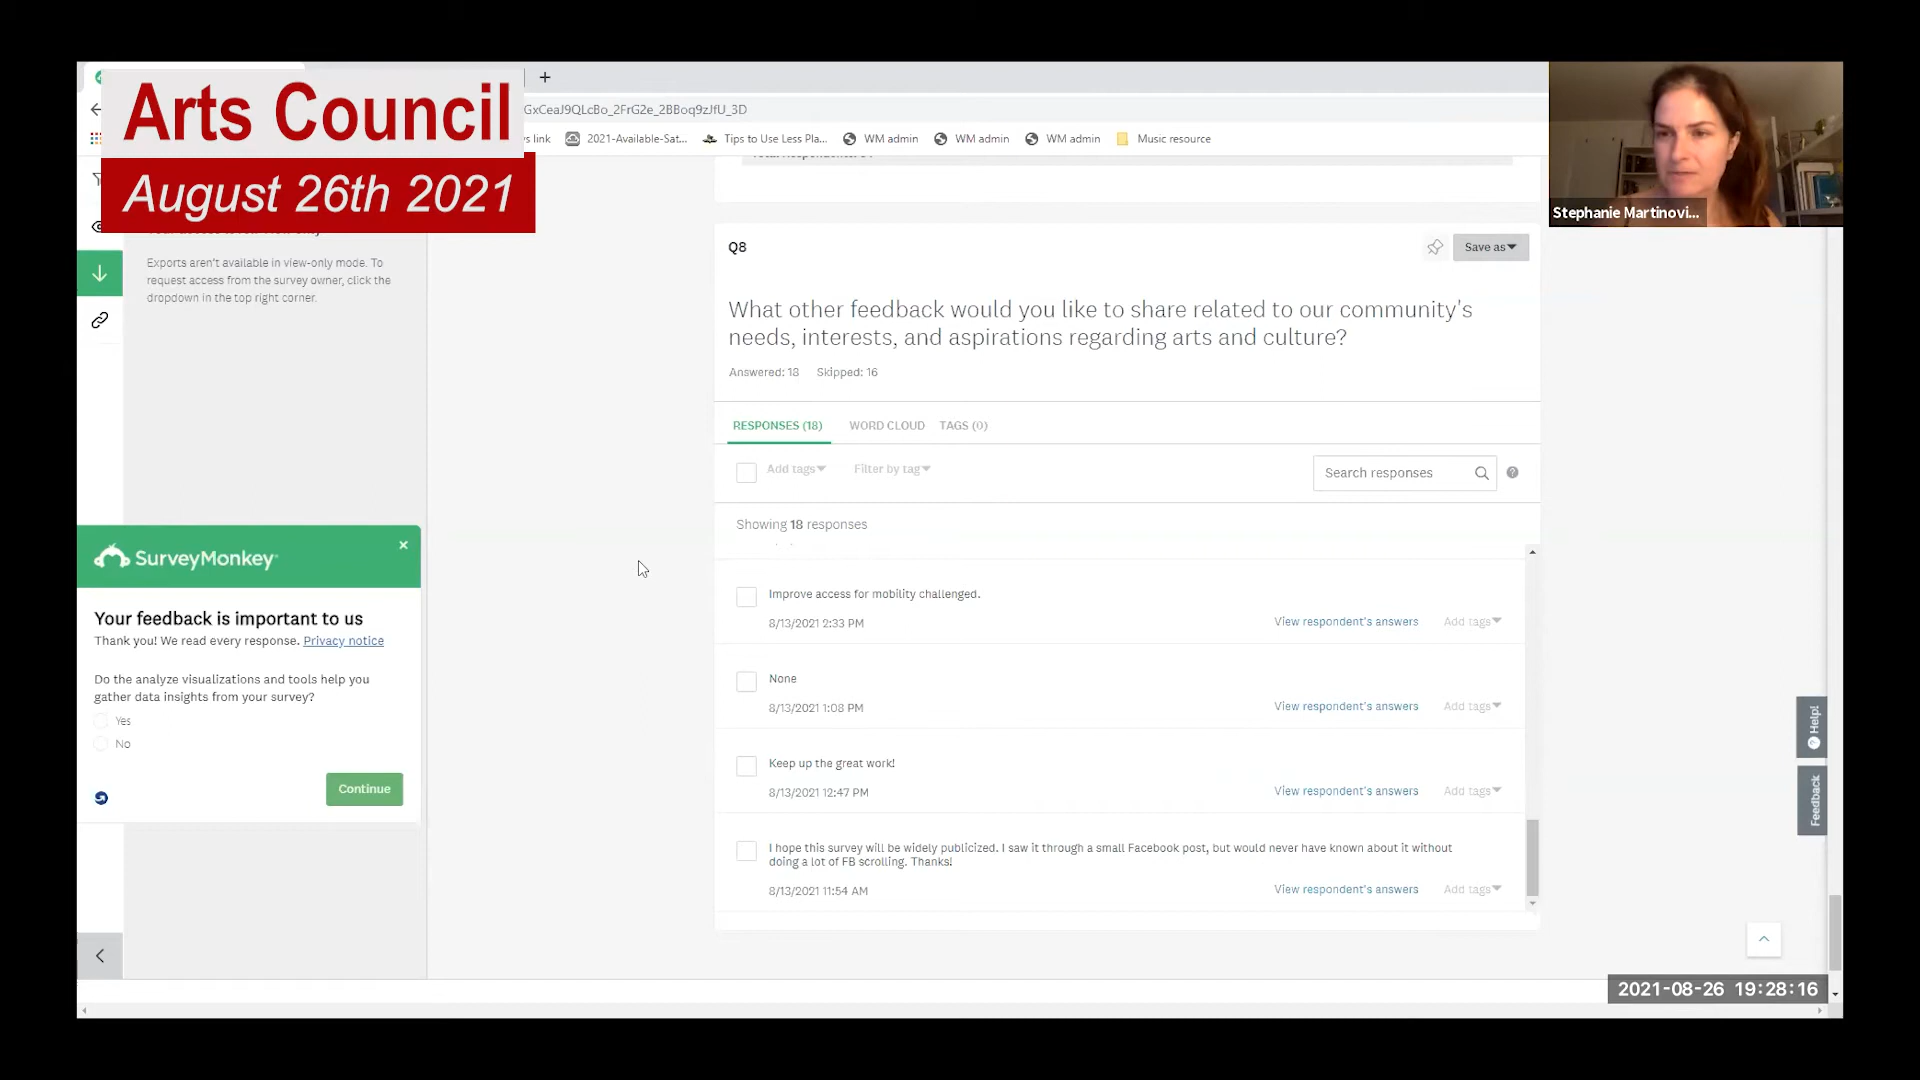 Arts Council
August 26th 2021
GxCeaJ9QLcBo_2FrG2e_2BBoq9zJfU_3D
ws link
2021-Available-Sat...
Tips to Use Less Pla...
WM admin
WM admin
WM admin
Music resource
Stephanie Martinovi...
Exports aren't available in view-only mode. To
request access from the survey owner, click the
dropdown in the top right corner.
Q8
Save as
What other feedback would you like to share related to our community's
needs, interests, and aspirations regarding arts and culture?
Answered: 18 Skipped: 16
RESPONSES (18)
WORD CLOUD
TAGS (0)
Add tags
Filter by tag
Search responses
Showing 18 responses
Improve access for mobility challenged.
8/13/2021 2:33 PM
View respondent's answers
Add tags
None
8/13/2021 1:08 PM
View respondent's answers
Add tags
Keep up the great work!
8/13/2021 12:47 PM
View respondent's answers
Add tags
I hope this survey will be widely publicized. I saw it through a small Facebook post, but would never have known about it without
doing a lot of FB scrolling. Thanks!
8/13/2021 11:54 AM
View respondent's answers
Add tags
SurveyMonkey
Your feedback is important to us
Thank you! We read every response. Privacy notice
Do the analyze visualizations and tools help you
gather data insights from your survey?
Yes
No
Continue
Help!
Feedback
2021-08-26 19:28:16